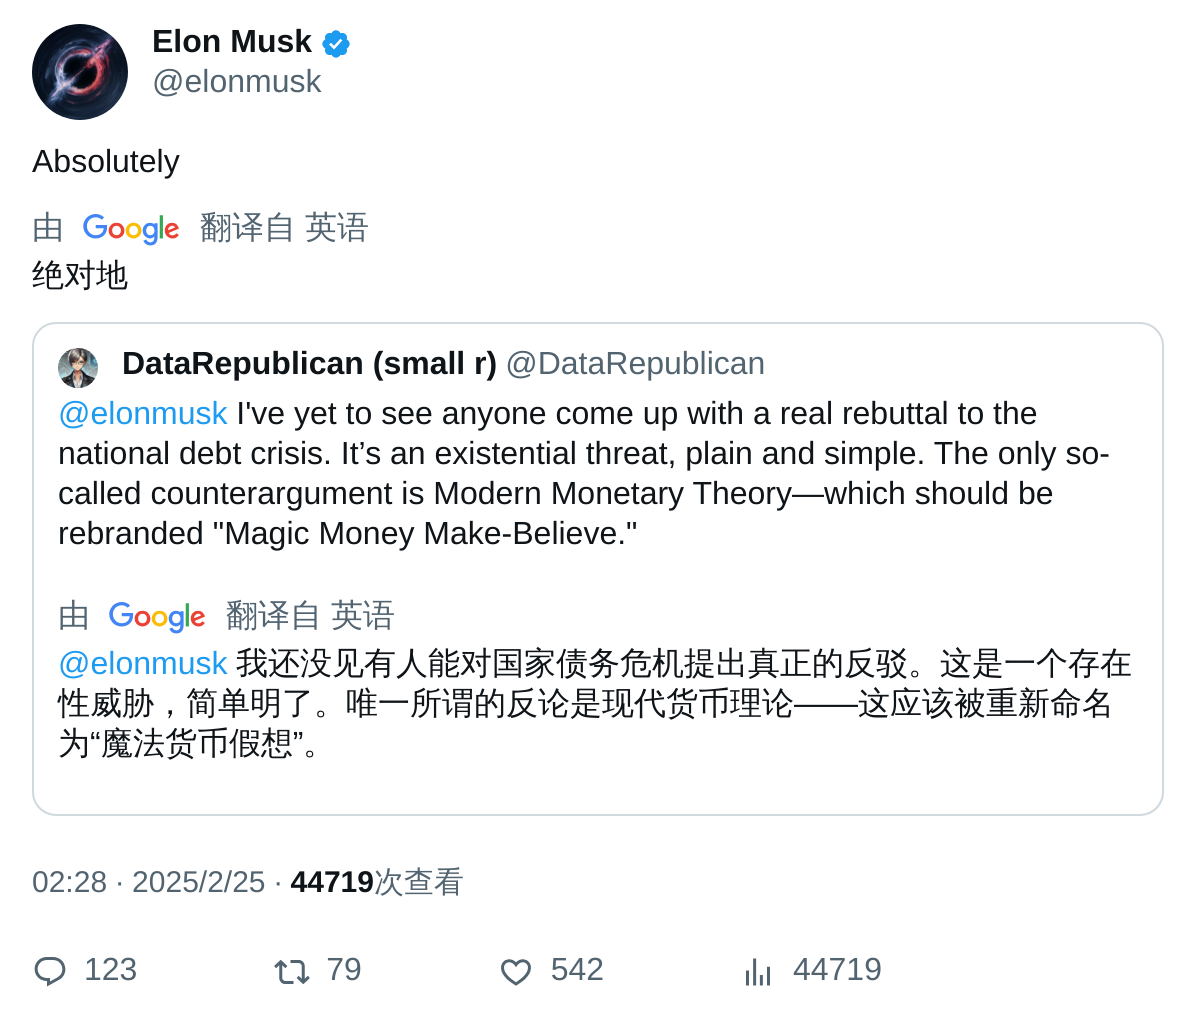 Elon Musk
@elonmusk
Absolutely
由 Google 翻译自 英语
绝对地
DataRepublican (small r) @DataRepublican
@elonmusk I've yet to see anyone come up with a real rebuttal to the
national debt crisis. It’s an existential threat, plain and simple. The only so-
called counterargument is Modern Monetary Theory—which should be
rebranded "Magic Money Make-Believe."
由 Google 翻译自 英语
@elonmusk 我还没见有人能对国家债务危机提出真正的反驳。这是一个存在
性威胁，简单明了。唯一所谓的反论是现代货币理论——这应该被重新命名
为“魔法货币假想”。
02:28 · 2025/2/25 · 44719次查看
123 79 542 44719